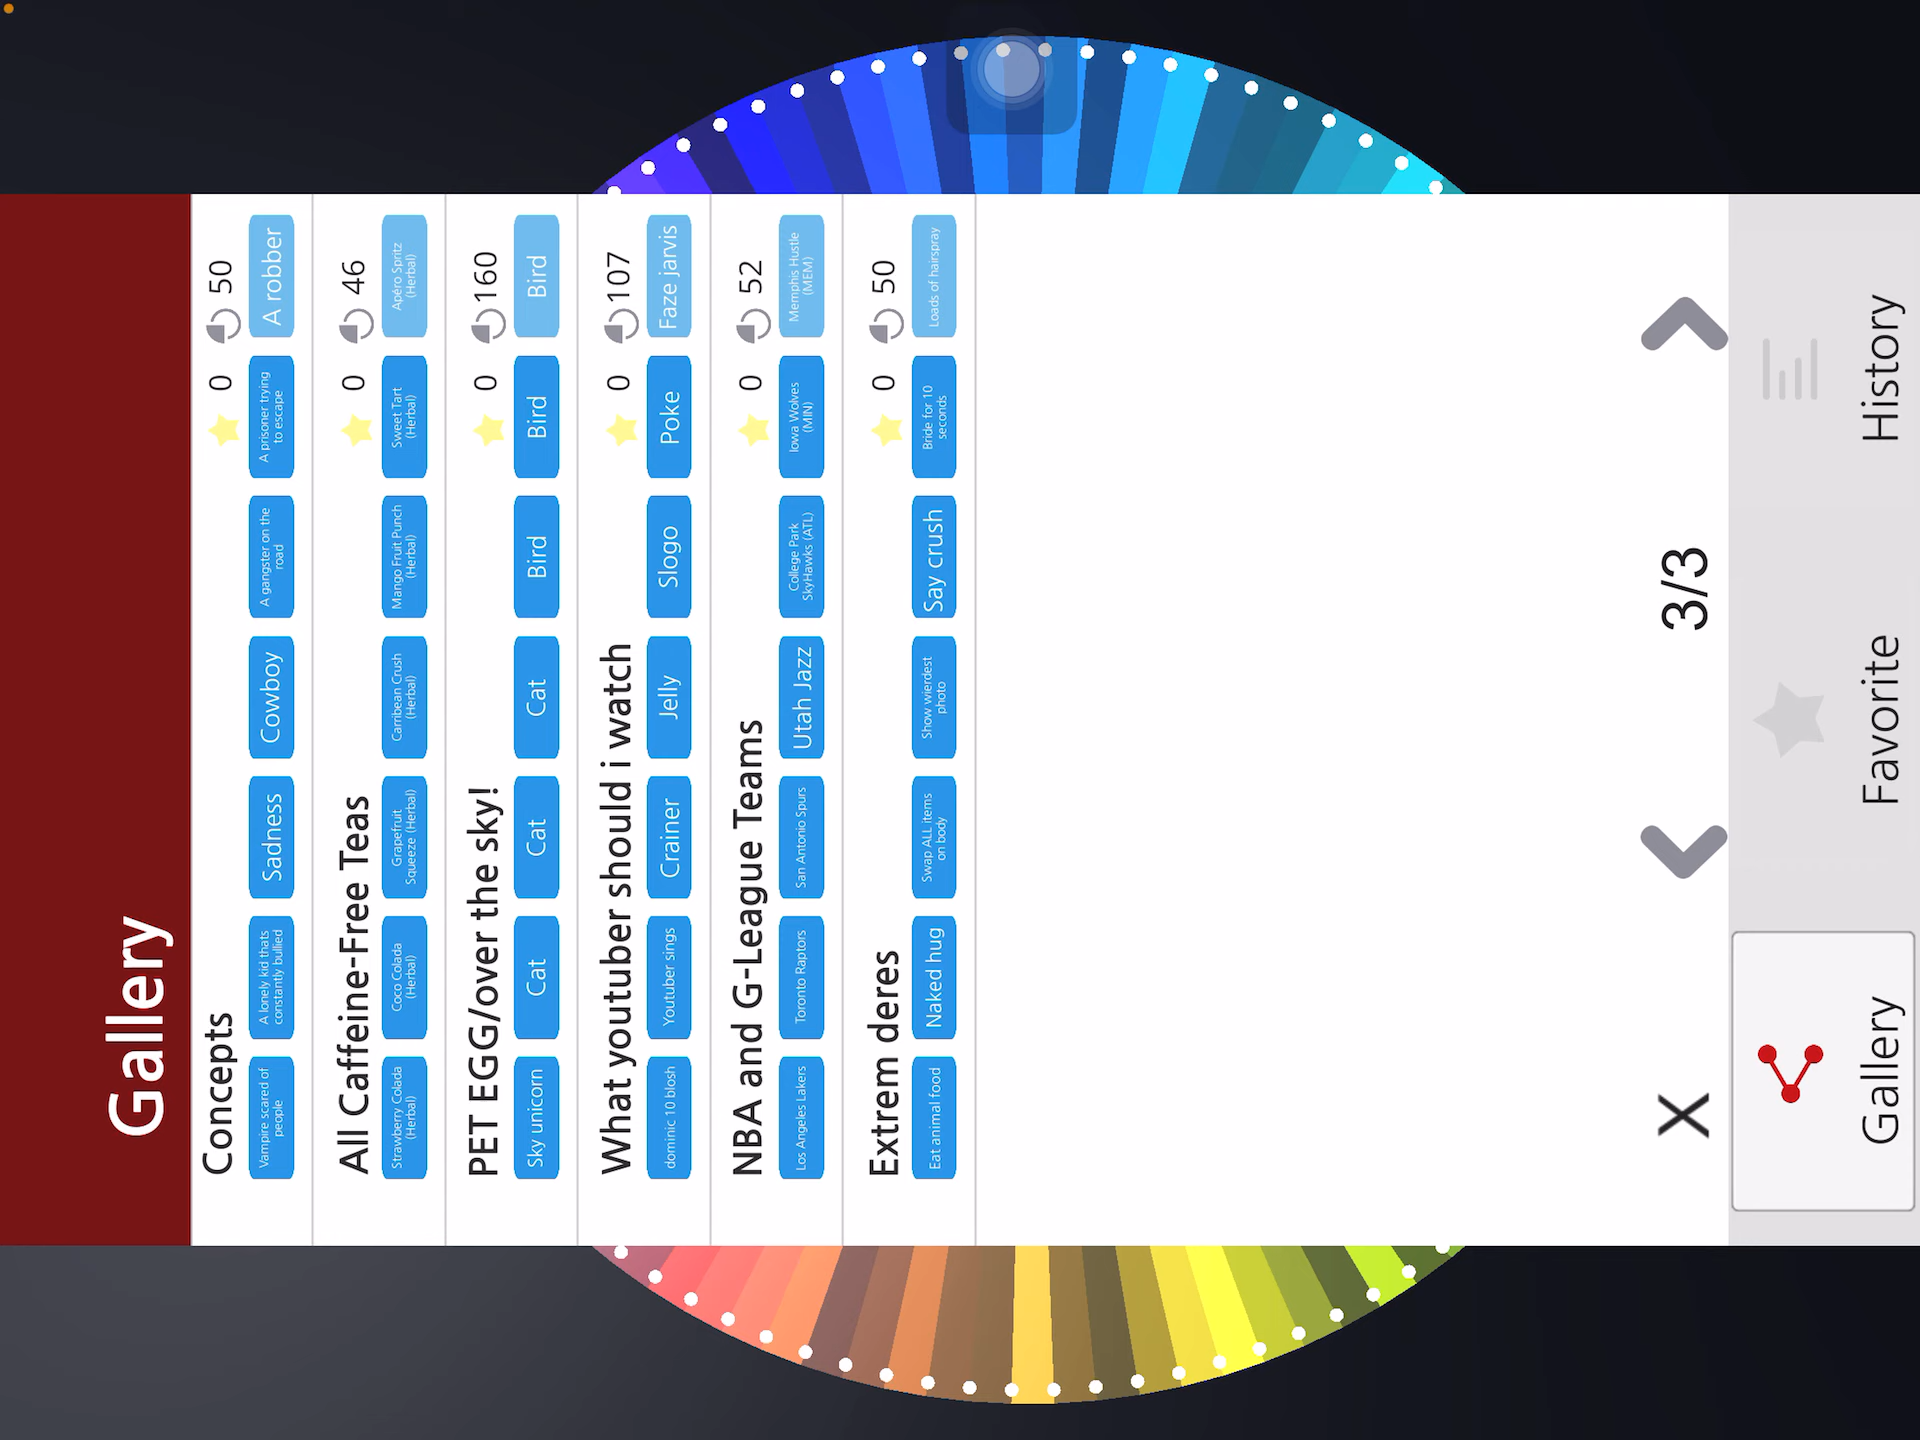 Gallery
Concepts
0
50
Vampire scared of
people
A lonely kid thats
constantly bullied
Sadness
Cowboy
A gangster on the
road
A prisoner trying
to escape
A robber
All Caffeine-Free Teas
0
46
Strawberry Colada
(Herbal)
Coco Colada
(Herbal)
Grapefruit
Squeeze (Herbal)
Carribean Crush
(Herbal)
Mango Fruit Punch
(Herbal)
Sweet Tart
(Herbal)
Apéro Spritz
(Herbal)
PET EGG/over the sky!
0
160
Sky unicorn
Cat
Cat
Cat
Bird
Bird
Bird
What youtuber should i watch
0
107
dominic 10 blosh
Youtuber sings
Crainer
Jelly
Slogo
Poke
Faze jarvis
NBA and G-League Teams
0
52
Los Angeles Lakers
Toronto Raptors
San Antonio Spurs
Utah Jazz
College Park
SkyHawks (ATL)
Iowa Wolves
(MIN)
Memphis Hustle
(MEM)
Extrem deres
0
50
Eat animal food
Naked hug
Swap ALL items
on body
Show wierdest
photo
Say crush
Bride for 10
seconds
Loads of hairspray
X
3/3
Gallery
Favorite
History